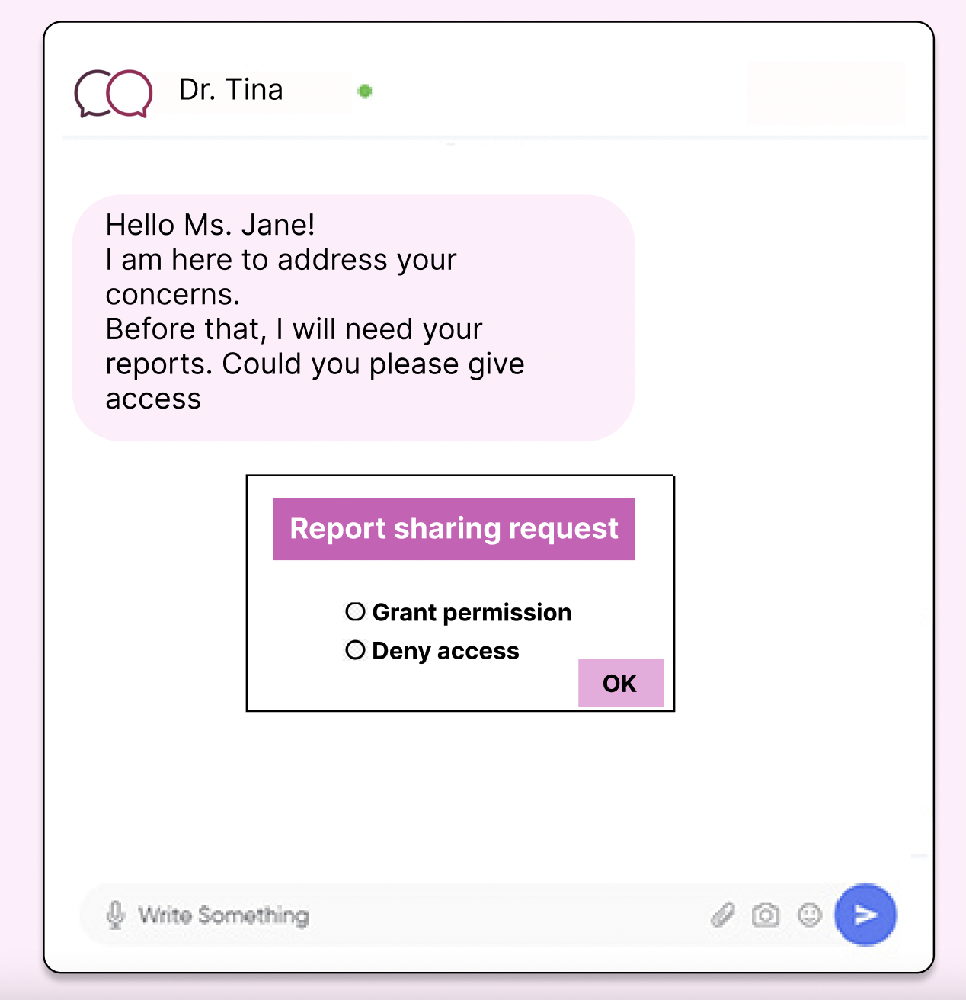 Dr. Tina
Hello Ms. Jane!
I am here to address your
concerns.
Before that, I will need your
reports. Could you please give
access
Report sharing request
Grant permission
Deny access
OK
Write Something